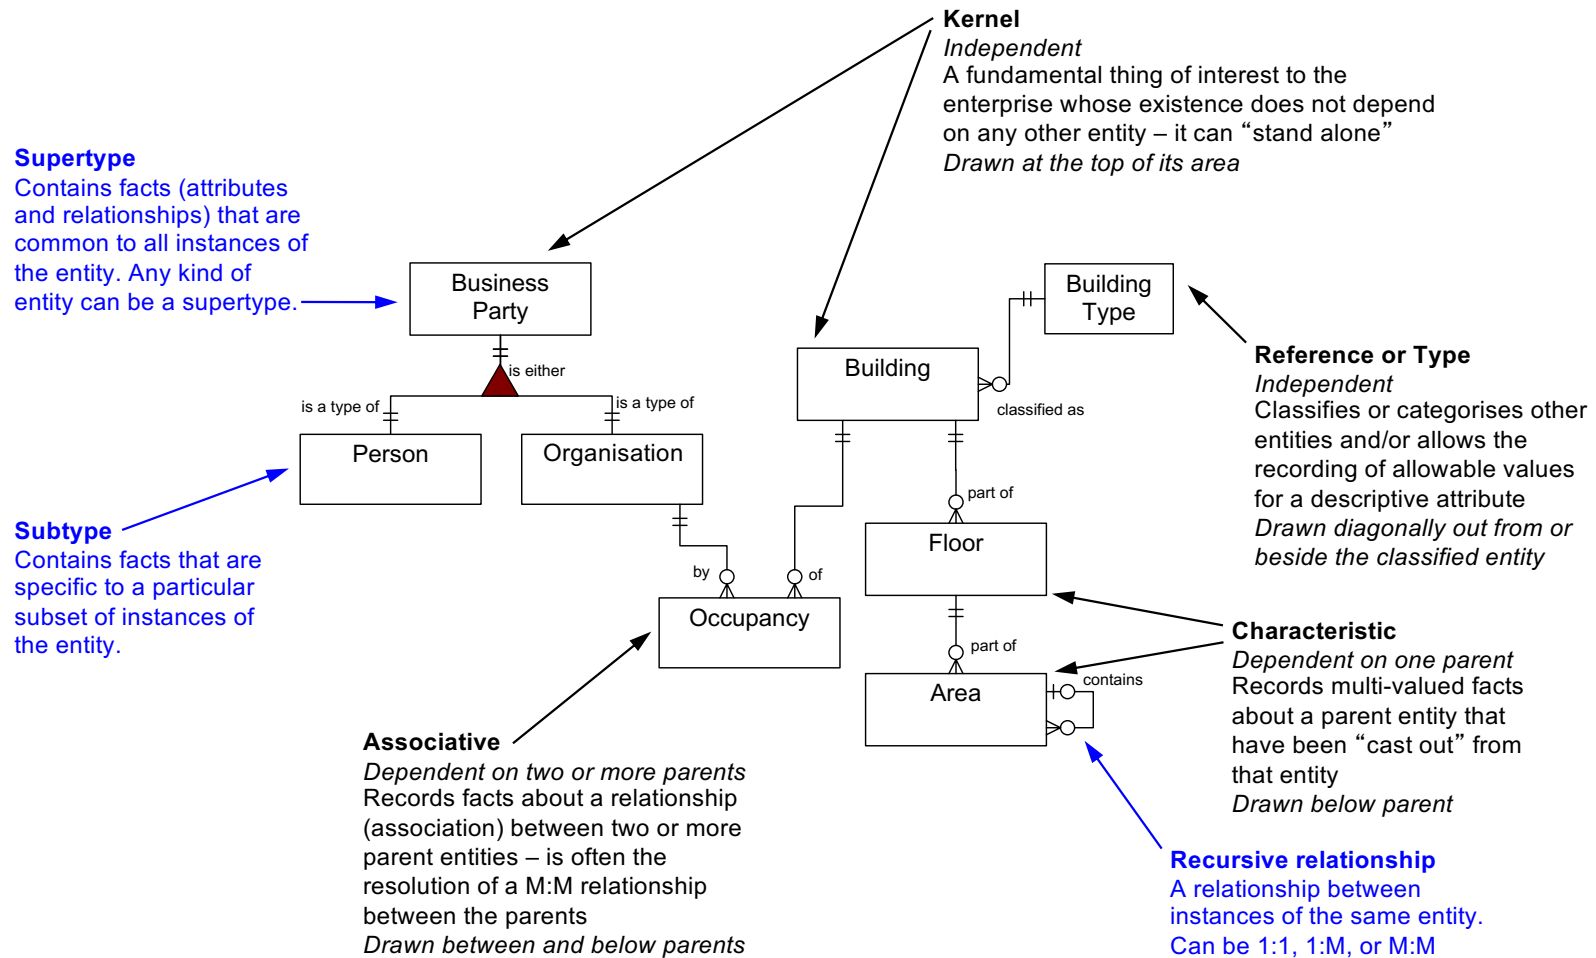 Kernel
Independent
A fundamental thing of interest to the
enterprise whose existence does not depend
on any other entity – it can “stand alone”
Drawn at the top of its area
Supertype
Contains facts (attributes
and relationships) that are
common to all instances of
the entity. Any kind of
entity can be a supertype.
Business
Party
is either
is a type of
is a type of
Person
Organisation
Subtype
Contains facts that are
specific to a particular
subset of instances of
the entity.
Building
Type
Building
classified as
Reference or Type
Independent
Classifies or categorises other
entities and/or allows the
recording of allowable values
for a descriptive attribute
Drawn diagonally out from or
beside the classified entity
part of
Floor
by
of
Occupancy
part of
Area
contains
Characteristic
Dependent on one parent
Records multi-valued facts
about a parent entity that
have been “cast out” from
that entity
Drawn below parent
Associative
Dependent on two or more parents
Records facts about a relationship
(association) between two or more
parent entities – is often the
resolution of a M:M relationship
between the parents
Drawn between and below parents
Recursive relationship
A relationship between
instances of the same entity.
Can be 1:1, 1:M, or M:M